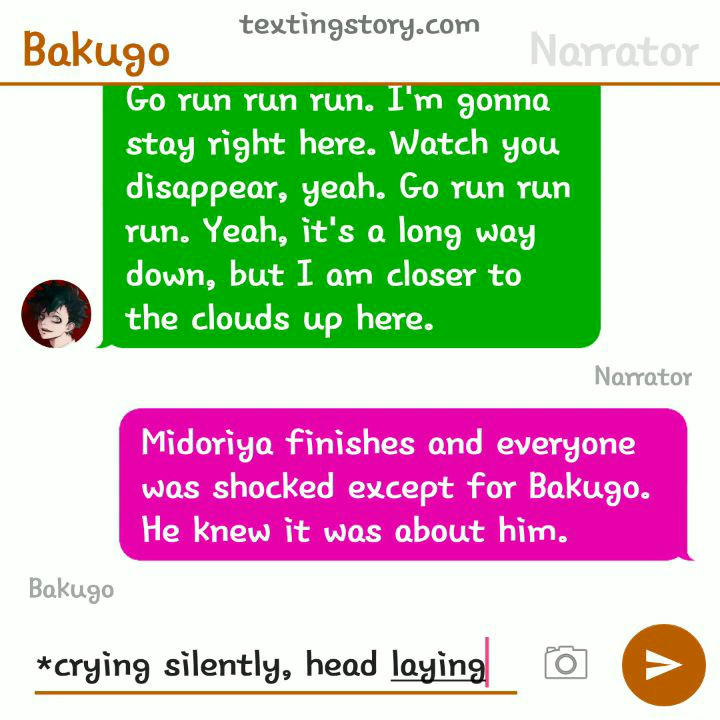 textingstory.com
Bakugo
Narrator
Go run run run. I'm gonna
stay right here. Watch you
disappear, yeah. Go run run
run. Yeah, it's a long way
down, but I am closer to
the clouds up here.
Narrator
Midoriya finishes and everyone
was shocked except for Bakugo.
He knew it was about him.
Bakugo
*crying silently, head laying